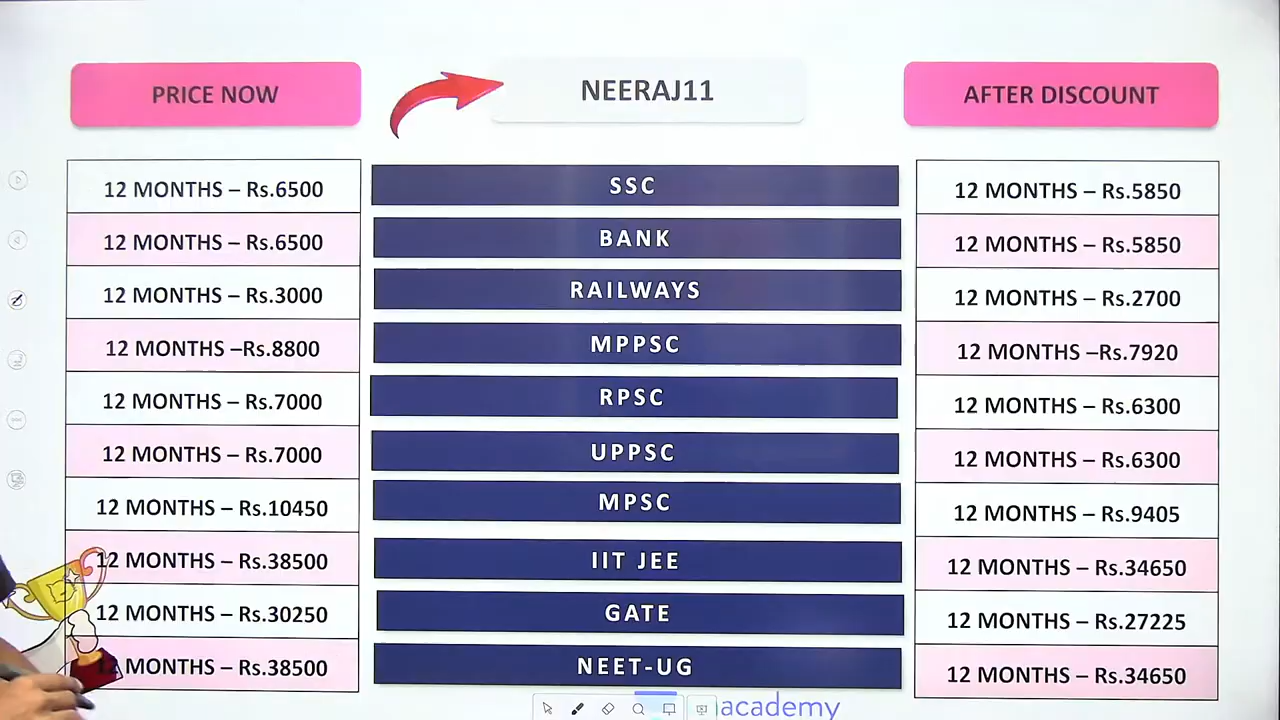 PRICE NOW NEERAJ11 AFTER DISCOUNT
12 MONTHS – Rs.6500 SSC 12 MONTHS – Rs.5850
12 MONTHS – Rs.6500 BANK 12 MONTHS – Rs.5850
12 MONTHS – Rs.3000 RAILWAYS 12 MONTHS – Rs.2700
12 MONTHS –Rs.8800 MPPSC 12 MONTHS –Rs.7920
12 MONTHS – Rs.7000 RPSC 12 MONTHS – Rs.6300
12 MONTHS – Rs.7000 UPPSC 12 MONTHS – Rs.6300
12 MONTHS – Rs.10450 MPSC 12 MONTHS – Rs.9405
12 MONTHS – Rs.38500 IIT JEE 12 MONTHS – Rs.34650
12 MONTHS – Rs.30250 GATE 12 MONTHS – Rs.27225
12 MONTHS – Rs.38500 NEET-UG 12 MONTHS – Rs.34650
academy